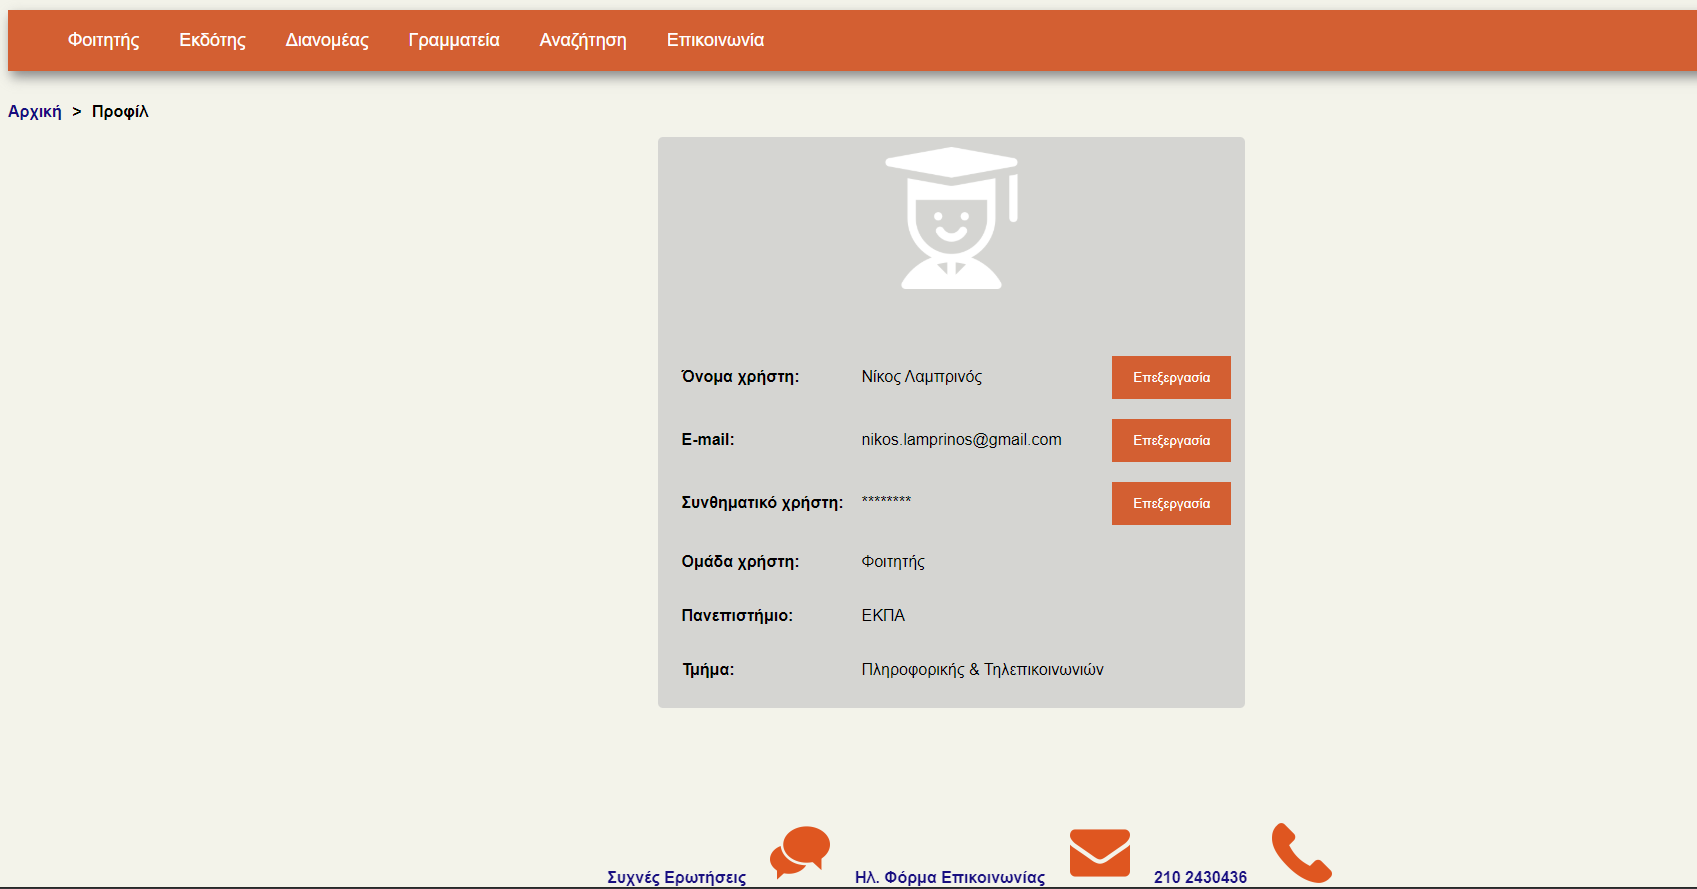 Φοιτητής Εκδότης Διανομέας Γραμματεία Αναζήτηση Επικοινωνία
Αρχική > Προφίλ
Όνομα χρήστη: Νίκος Λαμπρινός Επεξεργασία
E-mail: nikos.lamprinos@gmail.com Επεξεργασία
Συνθηματικό χρήστη: ******** Επεξεργασία
Ομάδα χρήστη: Φοιτητής
Πανεπιστήμιο: ΕΚΠΑ
Τμήμα: Πληροφορικής & Τηλεπικοινωνιών
Συχνές Ερωτήσεις Ηλ. Φόρμα Επικοινωνίας 210 2430436